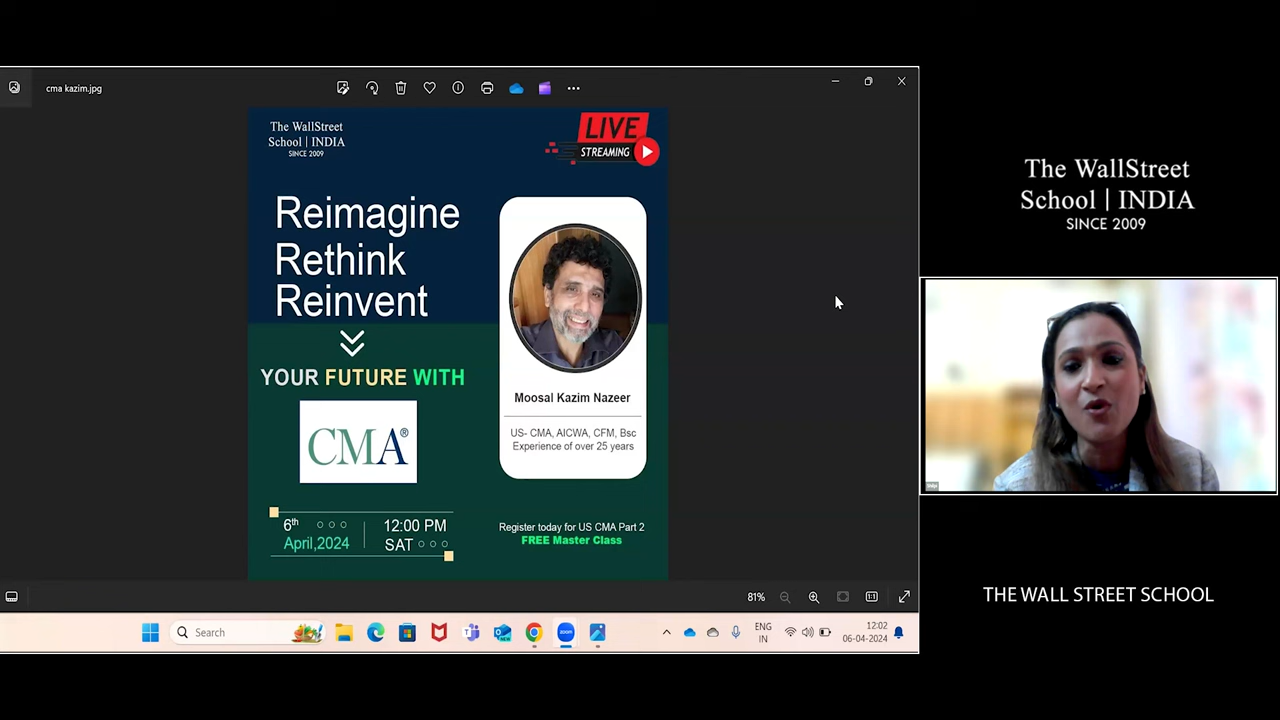 cma kazim.jpg
The WallStreet
School | INDIA
SINCE 2009
LIVE
STREAMING
Reimagine
Rethink
Reinvent
YOUR FUTURE WITH
CMA®
Moosal Kazim Nazeer
US- CMA, AICWA, CFM, Bsc
Experience of over 25 years
6th
April,2024
12:00 PM
SAT
Register today for US CMA Part 2
FREE Master Class
81%
Search
zoom
ENG
IN
12:02
06-04-2024
The WallStreet
School | INDIA
SINCE 2009
THE WALL STREET SCHOOL